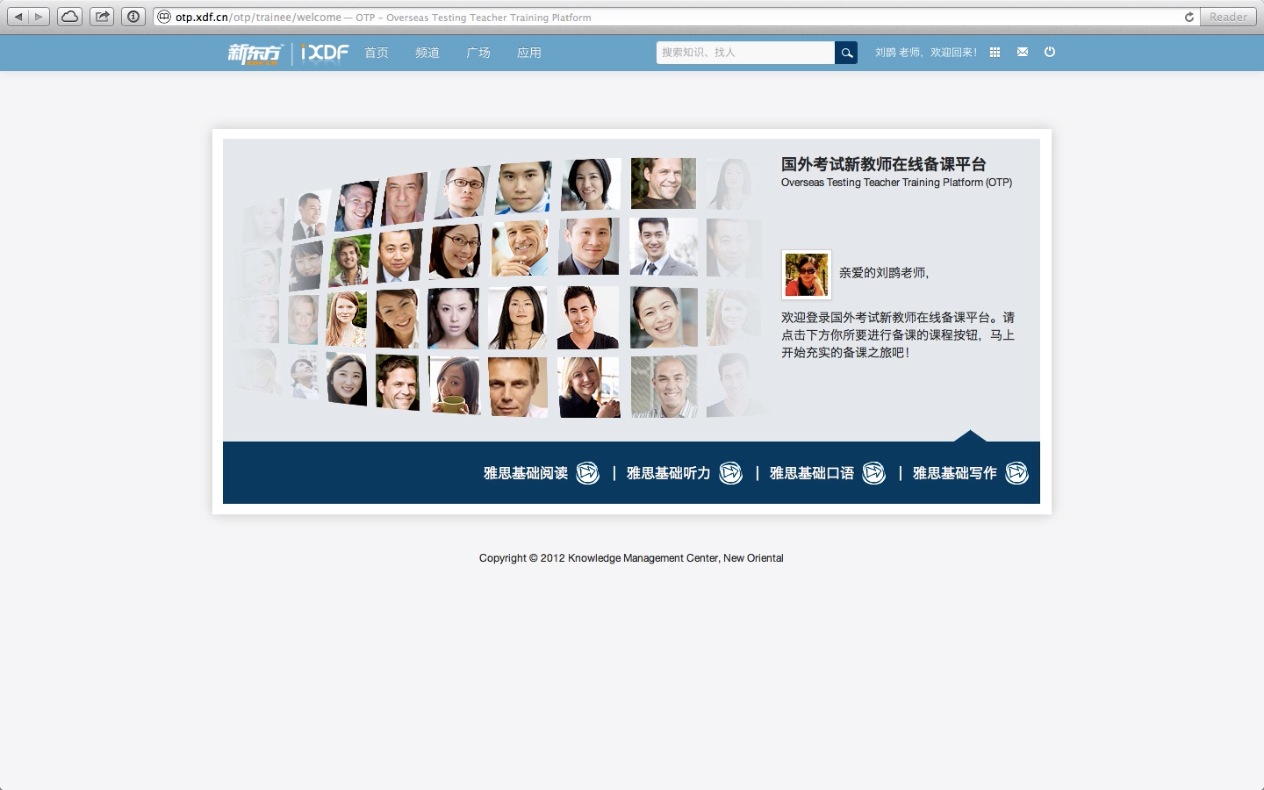 otp.xdf.cn/otp/trainee/welcome — OTP - Overseas Testing Teacher Training Platform
Reader
新东方 iXDF 首页 频道 广场 应用
搜索知识、找人
刘鹍 老师，欢迎回来！
国外考试新教师在线备课平台
Overseas Testing Teacher Training Platform (OTP)
亲爱的刘鹍老师，
欢迎登录国外考试新教师在线备课平台。请
点击下方你所要进行备课的课程按钮，马上
开始充实的备课之旅吧！
雅思基础阅读 | 雅思基础听力 | 雅思基础口语 | 雅思基础写作
Copyright © 2012 Knowledge Management Center, New Oriental